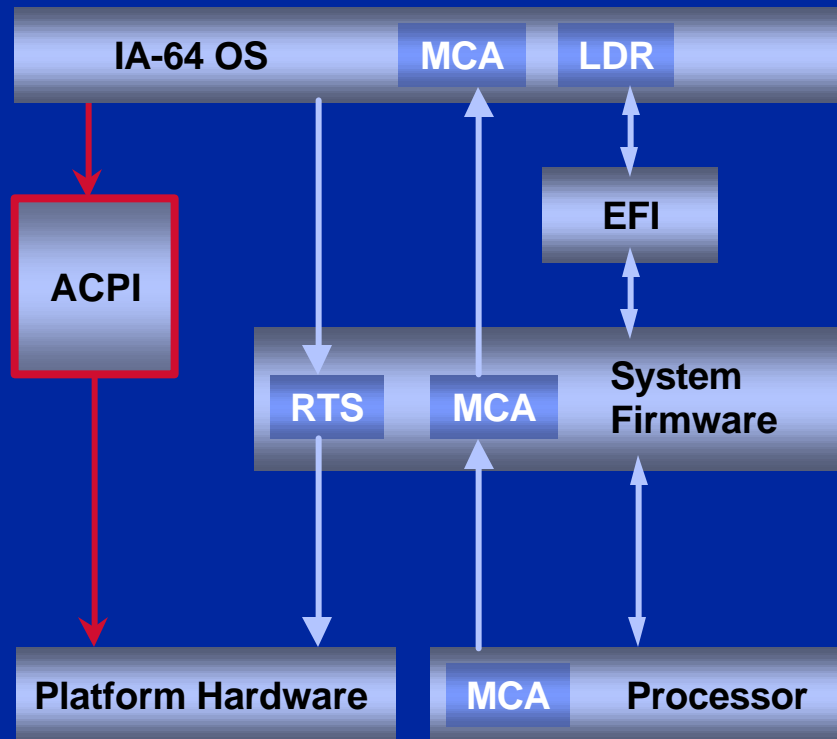 IA-64 OS
MCA
LDR
EFI
ACPI
System
Firmware
RTS
MCA
Platform Hardware
MCA
Processor